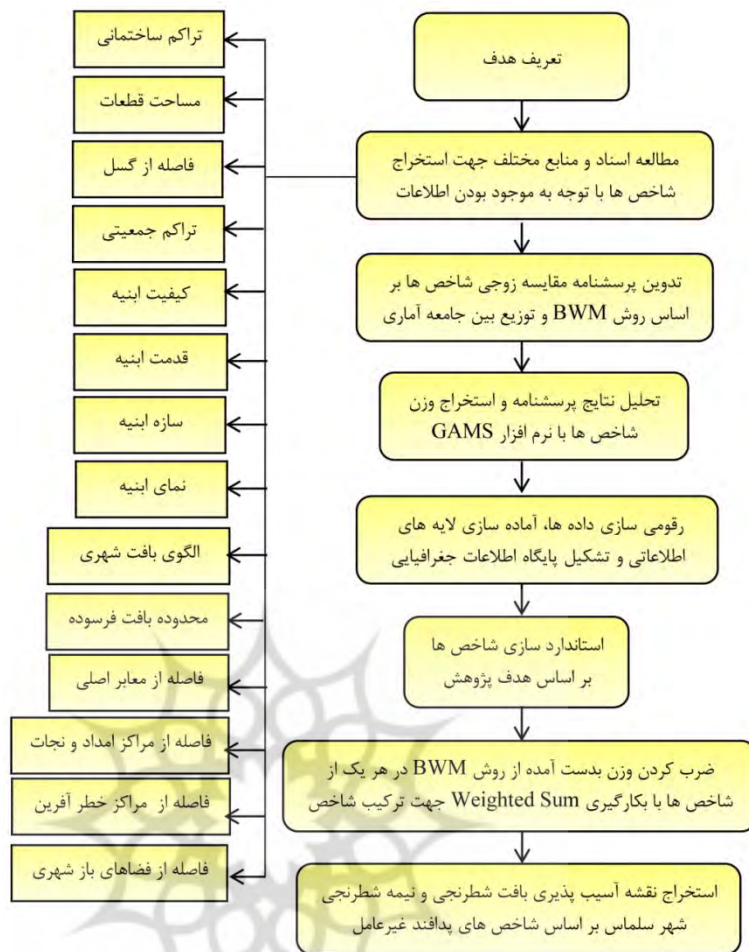 تعریف هدف
مطالعه اسناد و منابع مختلف جهت استخراج
شاخص ها با توجه به موجود بودن اطلاعات
تدوین پرسشنامه مقایسه زوجی شاخص ها بر
اساس روش BWM و توزیع بین جامعه آماری
تحلیل نتایج پرسشنامه و استخراج وزن
شاخص ها با نرم افزار GAMS
رقومی سازی داده ها، آماده سازی لایه های
اطلاعاتی و تشکیل پایگاه اطلاعات جغرافیایی
استاندارد سازی شاخص ها
بر اساس هدف پژوهش
ضرب کردن وزن بدست آمده از روش BWM در هر یک از
شاخص ها با بکارگیری Weighted Sum جهت ترکیب شاخص
استخراج نقشه آسیب پذیری بافت شطرنجی و نیمه شطرنجی
شهر سلماس بر اساس شاخص های پدافند غیرعامل
تراکم ساختمانی
مساحت قطعات
فاصله از گسل
تراکم جمعیتی
کیفیت ابنیه
قدمت ابنیه
سازه ابنیه
نمای ابنیه
الگوی بافت شهری
محدوده بافت فرسوده
فاصله از معابر اصلی
فاصله از مراکز امداد و نجات
فاصله از مراکز خطر آفرین
فاصله از فضاهای باز شهری